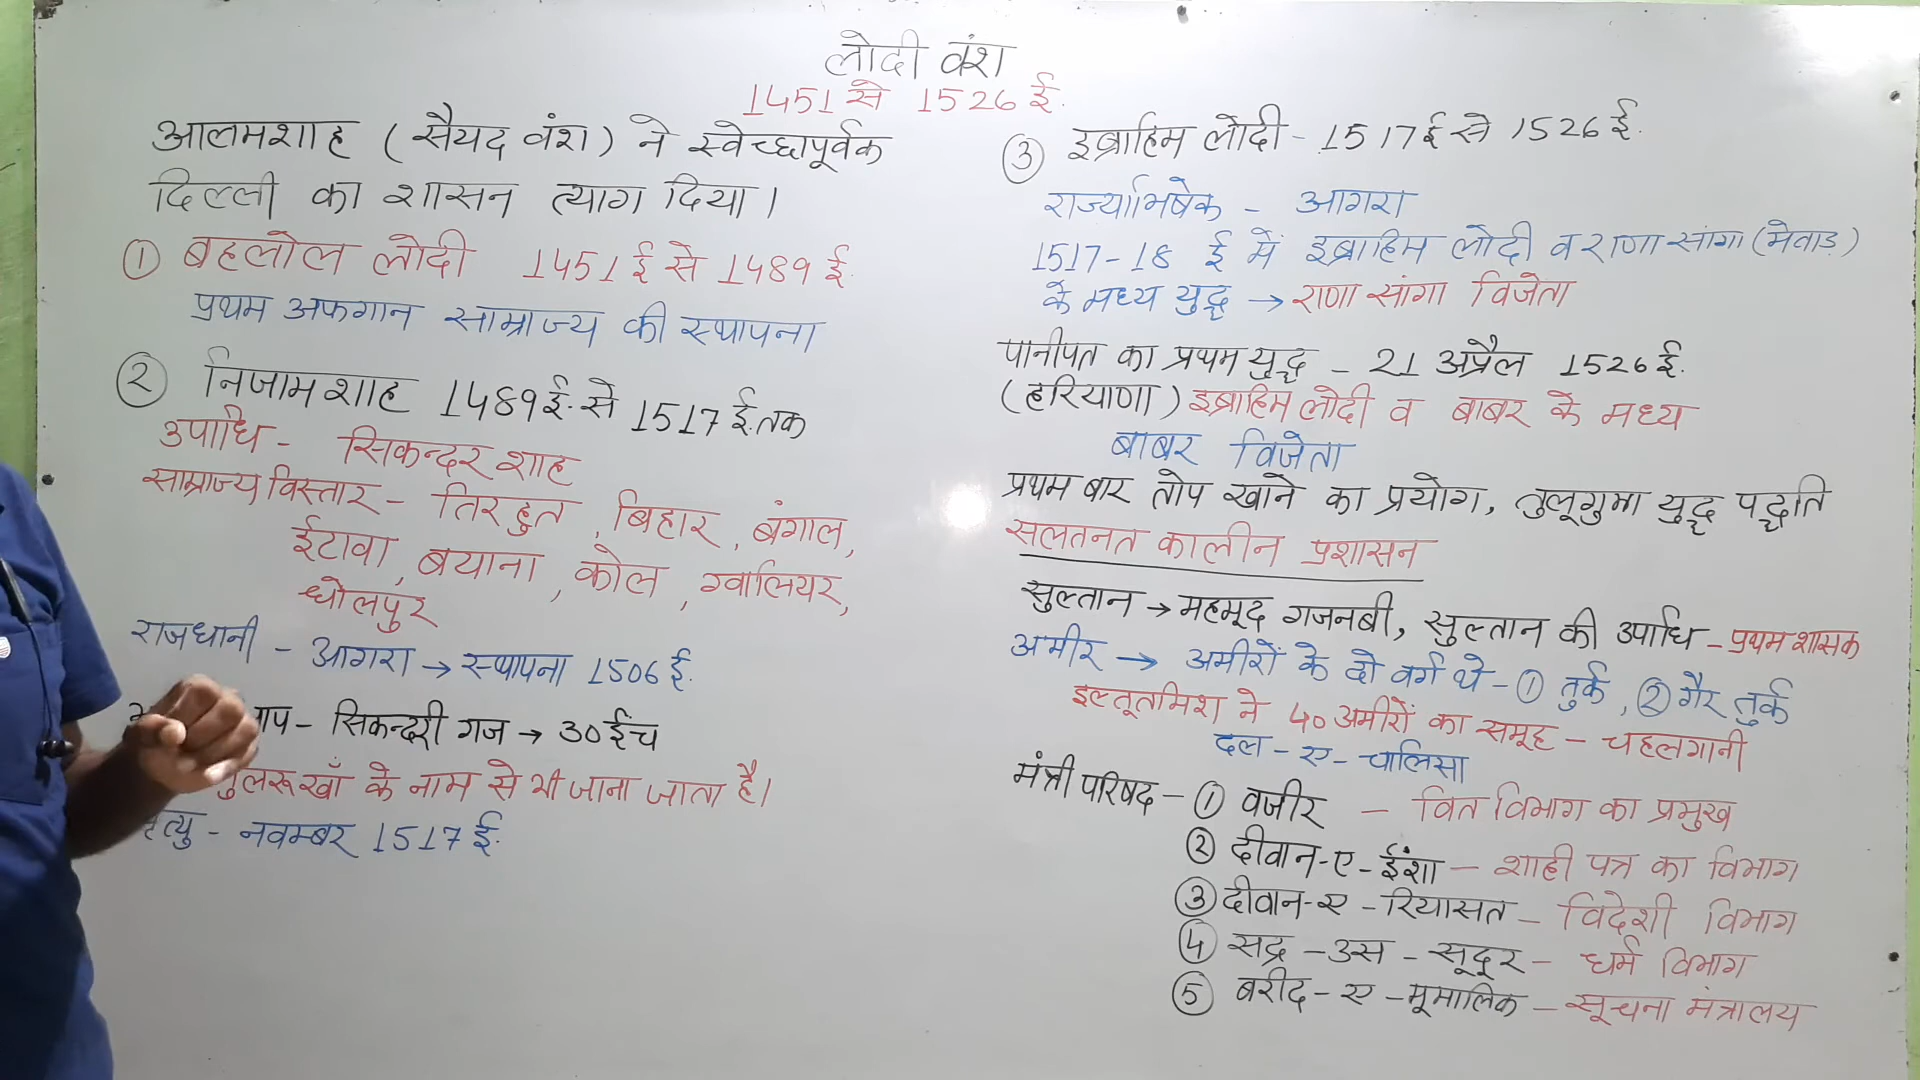 लोदी वंश
1451 से 1526 ई.
आलमशाह (सैयद वंश) ने स्वेच्छापूर्वक
दिल्ली का शासन त्याग दिया।
① बहलोल लोदी 1451 ई से 1489 ई.
प्रथम अफगान साम्राज्य की स्थापना
② निजाम शाह 1489 ई. से 1517 ई. तक
उपाधि - सिकन्दर शाह
साम्राज्य विस्तार - तिरहुत, बिहार, बंगाल,
ईटावा, बयाना, कोल, ग्वालियर,
धोलपुर
राजधानी - आगरा → स्थापना 1506 ई.
- सिकन्दरी गज → 30 ईंच
गुलरूखाँ के नाम से भी जाना जाता है।
मृत्यु - नवम्बर 1517 ई.
③ इब्राहिम लोदी - 1517 ई से 1526 ई.
राज्याभिषेक - आगरा
1517-18 ई में इब्राहिम लोदी व राणा सांगा (मेवाड़)
के मध्य युद्ध → राणा सांगा विजेता
पानीपत का प्रथम युद्ध - 21 अप्रैल 1526 ई.
(हरियाणा) इब्राहिम लोदी व बाबर के मध्य
बाबर विजेता
प्रथम बार तोप खाने का प्रयोग, तुलूगुमा युद्ध पद्धति
सलतनत कालीन प्रशासन
सुल्तान → महमूद गजनबी, सुल्तान की उपाधि - प्रथम शासक
अमीर → अमीरों के दो वर्ग थे - ① तुर्क, ② गैर तुर्क
इल्तूतमिश ने 40 अमीरों का समूह - चहलगानी
दल - ए - चालिसा
मंत्री परिषद - ① वजीर - वित विभाग का प्रमुख
② दीवान-ए-ईंशा - शाही पत्र का विभाग
③ दीवान-ए-रियासत - विदेशी विभाग
④ सद्र-उस-सूदूर - धर्म विभाग
⑤ बरीद-ए-मूमालिक - सूचना मंत्रालय